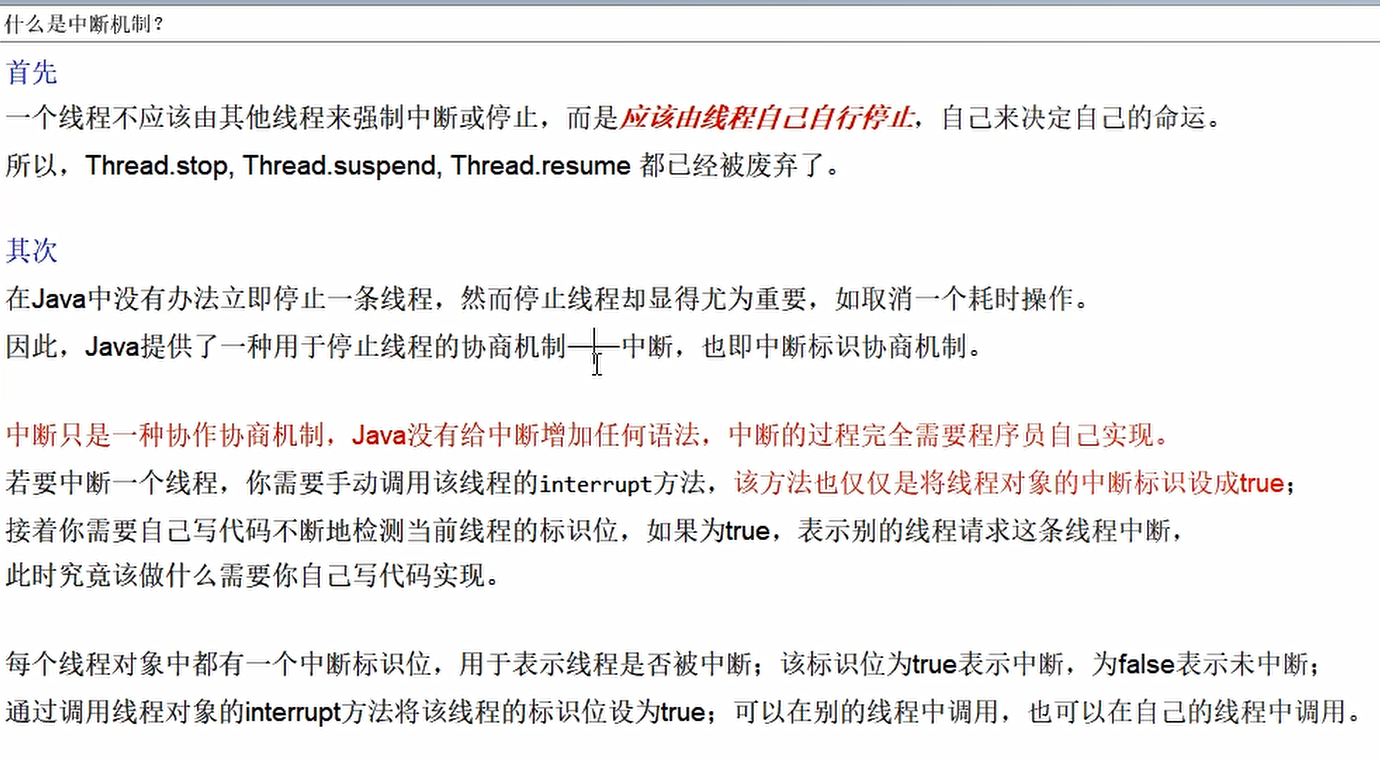 什么是中断机制？
首先
一个线程不应该由其他线程来强制中断或停止，而是应该由线程自己自行停止，自己来决定自己的命运。
所以，Thread.stop, Thread.suspend, Thread.resume 都已经被废弃了。
其次
在Java中没有办法立即停止一条线程，然而停止线程却显得尤为重要，如取消一个耗时操作。
因此，Java提供了一种用于停止线程的协商机制——中断，也即中断标识协商机制。
中断只是一种协作协商机制，Java没有给中断增加任何语法，中断的过程完全需要程序员自己实现。
若要中断一个线程，你需要手动调用该线程的interrupt方法，该方法也仅仅是将线程对象的中断标识设成true；
接着你需要自己写代码不断地检测当前线程的标识位，如果为true，表示别的线程请求这条线程中断，
此时究竟该做什么需要你自己写代码实现。
每个线程对象中都有一个中断标识位，用于表示线程是否被中断；该标识位为true表示中断，为false表示未中断；
通过调用线程对象的interrupt方法将该线程的标识位设为true；可以在别的线程中调用，也可以在自己的线程中调用。